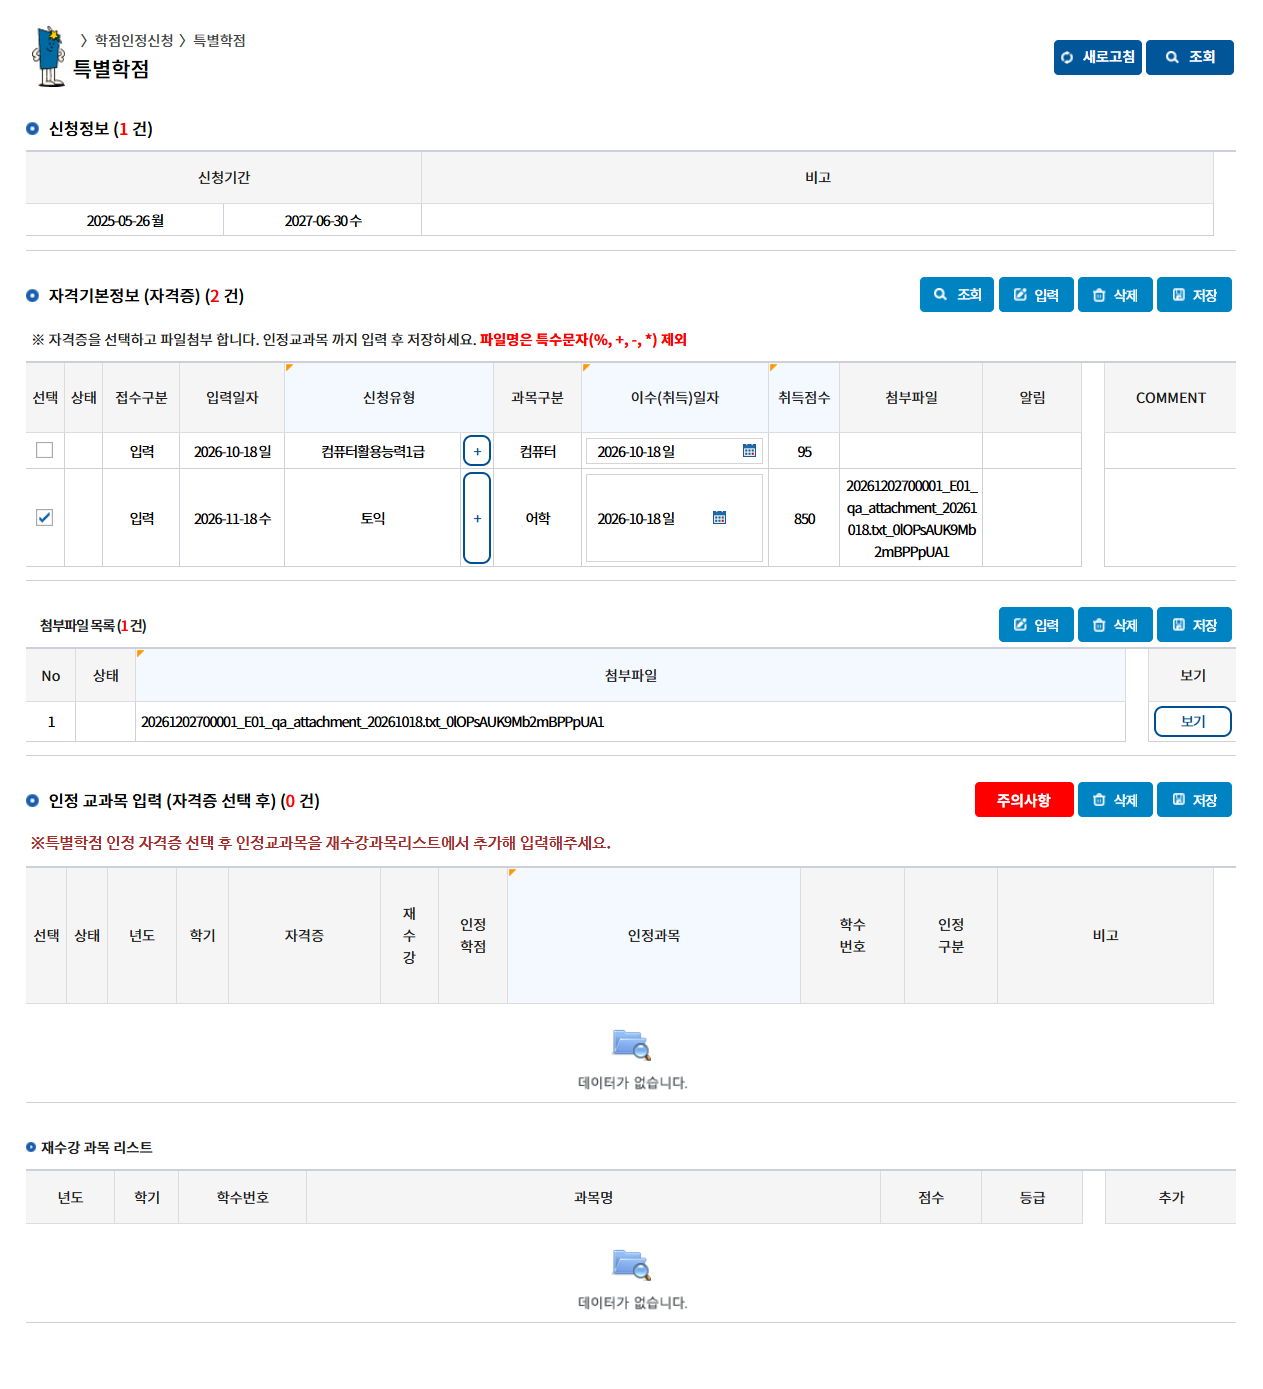 〉 학점인정신청 〉 특별학점
특별학점
새로고침 조회
신청정보 (1 건)
신청기간 비고
2025-05-26 월 2027-06-30 수
자격기본정보 (자격증) (2 건)
조회 입력 삭제 저장
※ 자격증을 선택하고 파일첨부 합니다. 인정교과목 까지 입력 후 저장하세요. 파일명은 특수문자(%, +, -, *) 제외
선택 상태 접수구분 입력일자 신청유형 과목구분 이수(취득)일자 취득점수 첨부파일 알림 COMMENT
입력 2026-10-18 일 컴퓨터활용능력1급 + 컴퓨터 2026-10-18 일 95
입력 2026-11-18 수 토익 + 어학 2026-10-18 일 850 20261202700001_E01_
qa_attachment_20261
018.txt_0lOPsAUK9Mb
2mBPPpUA1
첨부파일 목록 (1 건)
입력 삭제 저장
No 상태 첨부파일 보기
1 20261202700001_E01_qa_attachment_20261018.txt_0lOPsAUK9Mb2mBPPpUA1 보기
인정 교과목 입력 (자격증 선택 후) (0 건)
주의사항 삭제 저장
※특별학점 인정 자격증 선택 후 인정교과목을 재수강과목리스트에서 추가해 입력해주세요.
선택 상태 년도 학기 자격증 재 수 강 인정 학점 인정과목 학수 번호 인정 구분 비고
데이터가 없습니다.
재수강 과목 리스트
년도 학기 학수번호 과목명 점수 등급 추가
데이터가 없습니다.